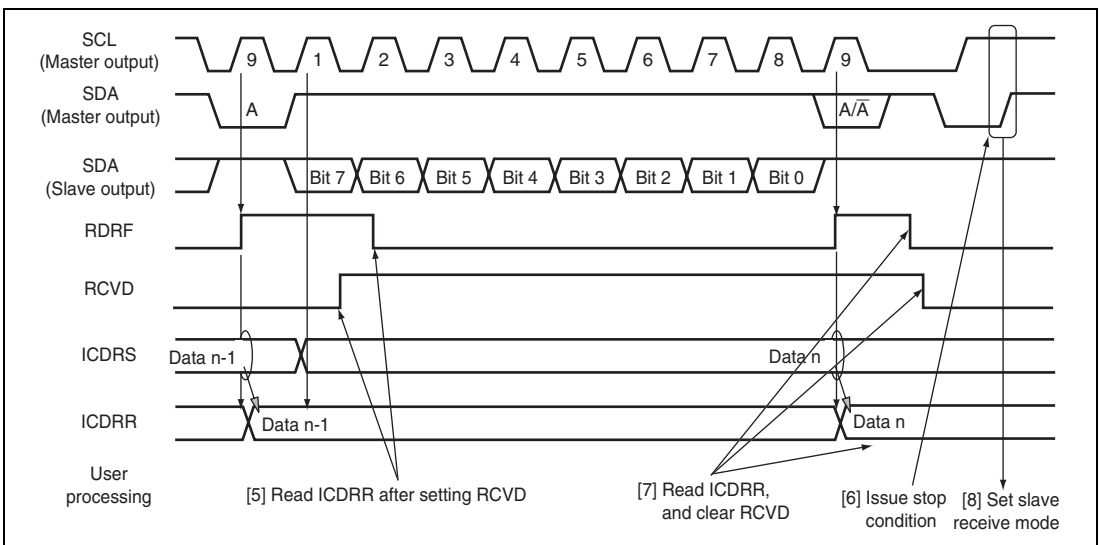 SCL
(Master output)
9 1 2 3 4 5 6 7 8 9
SDA
(Master output)
A A/A̅
SDA
(Slave output)
Bit 7 Bit 6 Bit 5 Bit 4 Bit 3 Bit 2 Bit 1 Bit 0
RDRF
RCVD
ICDRS
Data n-1 Data n
ICDRR
Data n-1 Data n
User
processing
[5] Read ICDRR after setting RCVD
[7] Read ICDRR,
and clear RCVD
[6] Issue stop
condition
[8] Set slave
receive mode